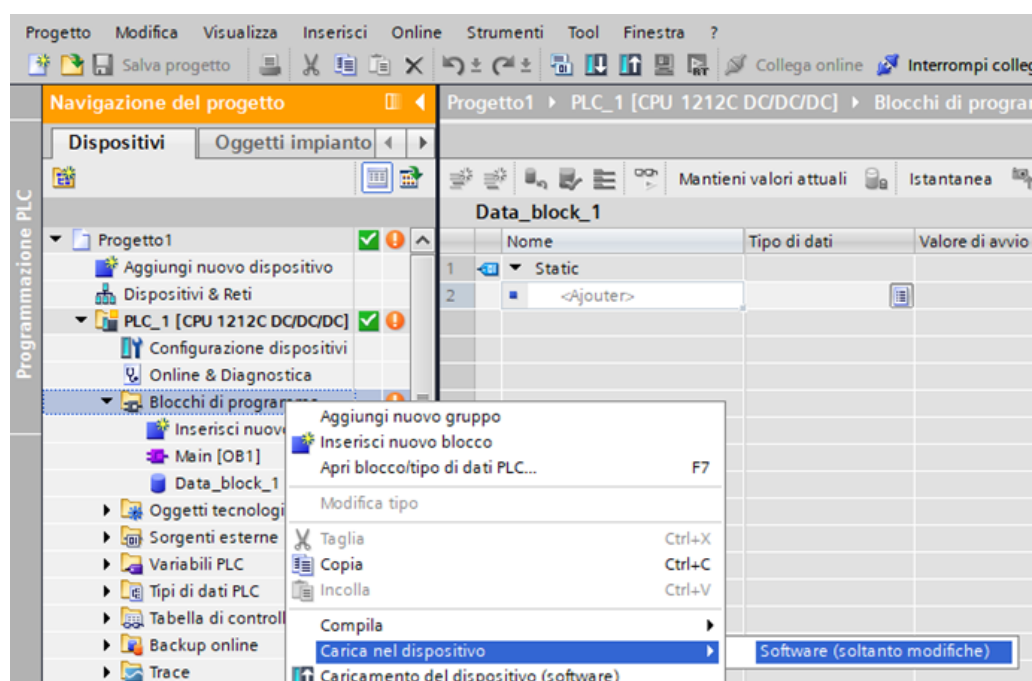 Progetto Modifica Visualizza Inserisci Online Strumenti Tool Finestra ?
Salva progetto Collega online Interrompi
Programmazione PLC
Navigazione del progetto
Progetto1 PLC_1 [CPU 1212C DC/DC/DC] Blocchi di
Dispositivi Oggetti impianto
Mantieni valori attuali Istantanea
Data_block_1
Nome Tipo di dati Valore di avvio
Progetto1
1 Static
Aggiungi nuovo dispositivo
2 <Ajouter>
Dispositivi & Reti
PLC_1 [CPU 1212C DC/DC/DC]
Configurazione dispositivi
Online & Diagnostica
Blocchi di
Inserisci
Main [OB1]
Data_block_1
Oggetti
Sorgenti esterne
Variabili PLC
Tipi di dati PLC
Tabella di
Backup online
Trace
Aggiungi nuovo gruppo
Inserisci nuovo blocco
Apri blocco/tipo di dati PLC... F7
Modifica tipo
Taglia Ctrl+X
Copia Ctrl+C
Incolla Ctrl+V
Compila
Carica nel dispositivo
Software (soltanto modifiche)
Caricamento del dispositivo (software)